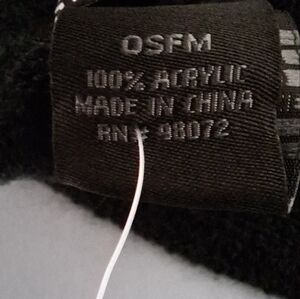 OSFM
100% ACRYLIC
MADE IN CHINA
RN# 98072